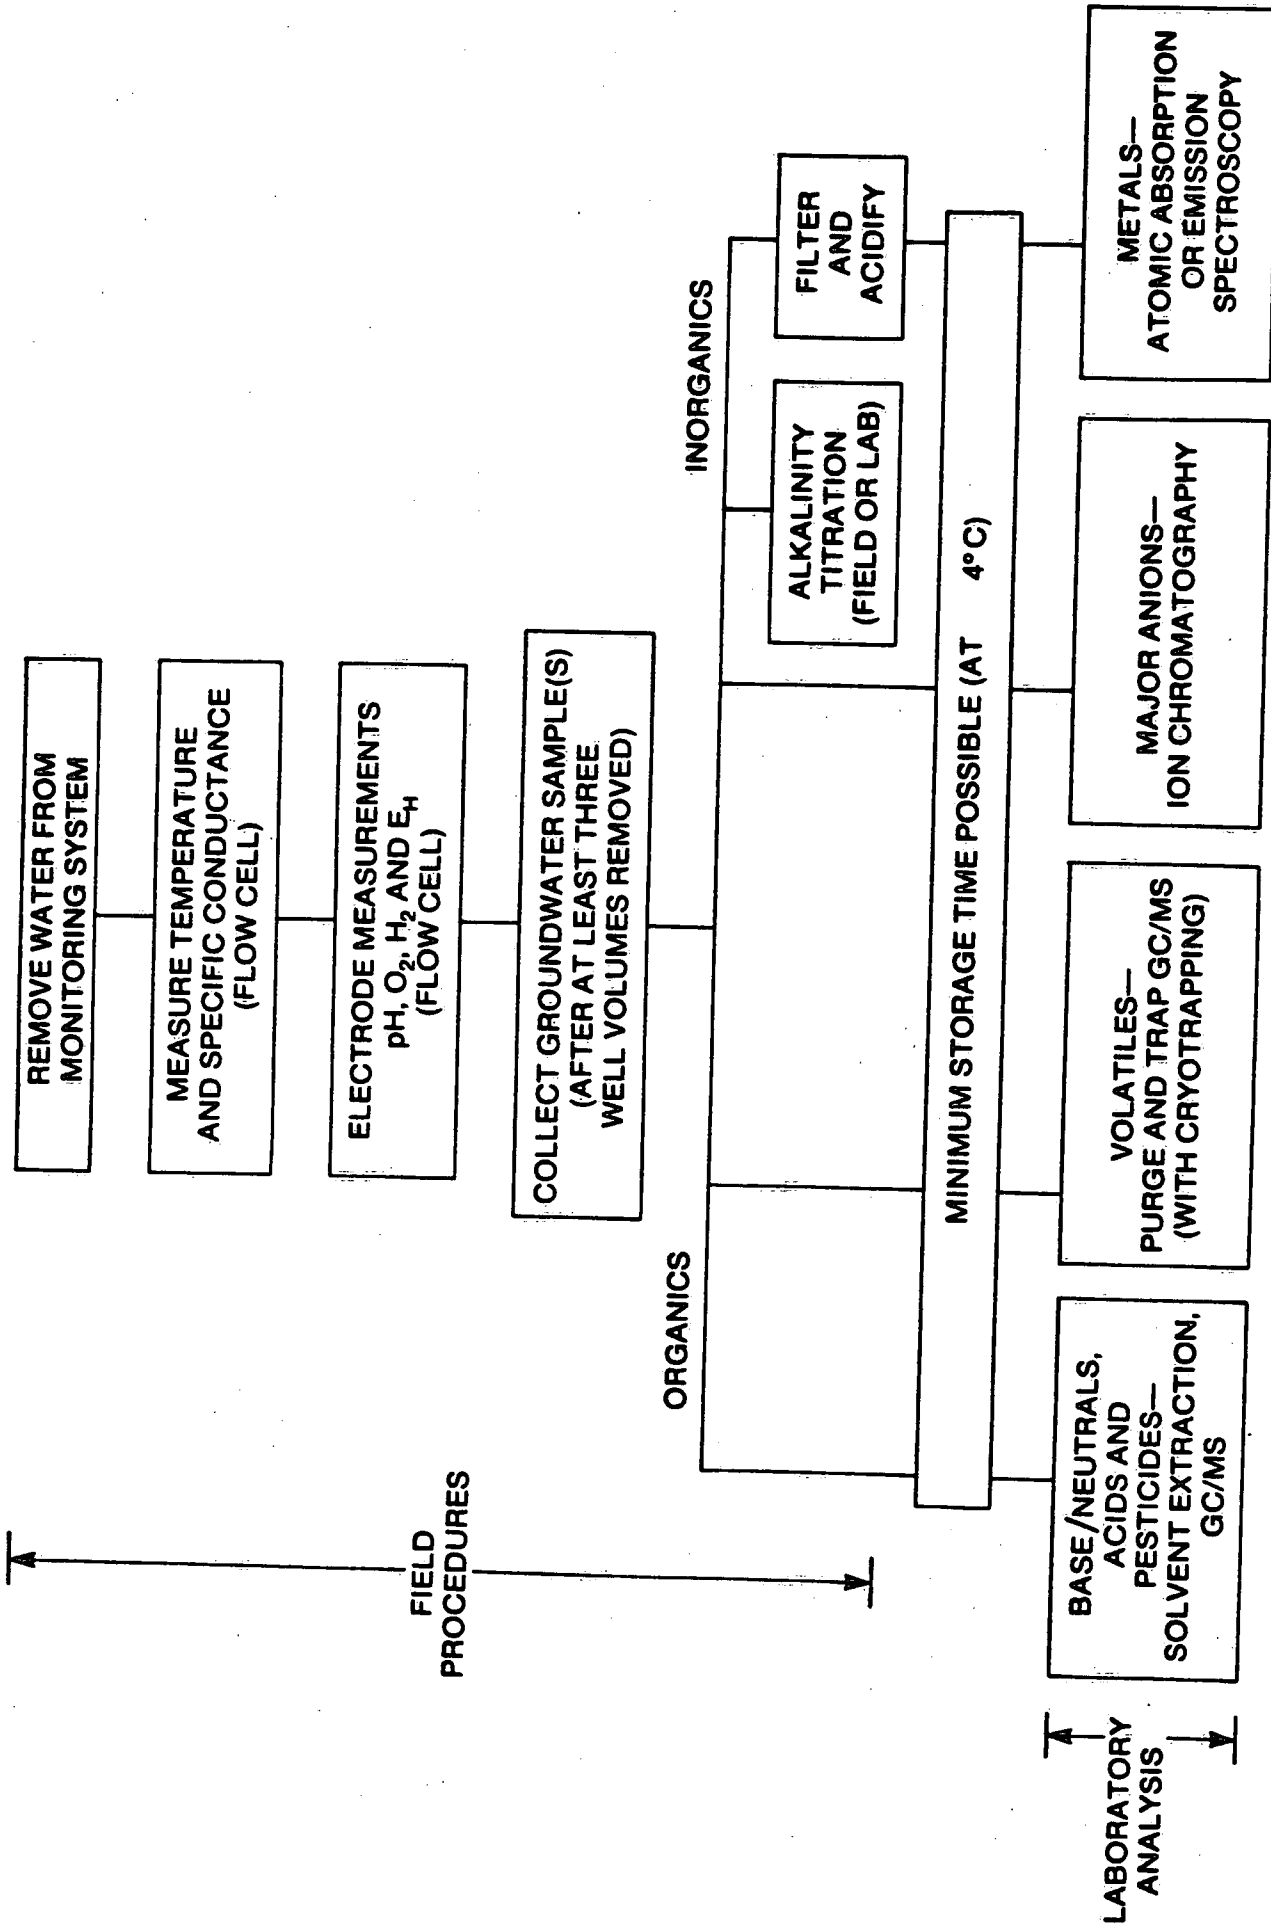 REMOVE WATER FROM
MONITORING SYSTEM
MEASURE TEMPERATURE
AND SPECIFIC CONDUCTANCE
(FLOW CELL)
ELECTRODE MEASUREMENTS
pH, O₂, H₂ AND E_H
(FLOW CELL)
COLLECT GROUNDWATER SAMPLE(S)
(AFTER AT LEAST THREE
WELL VOLUMES REMOVED)
FIELD
PROCEDURES
ORGANICS
INORGANICS
ALKALINITY
TITRATION
(FIELD OR LAB)
FILTER
AND
ACIDIFY
MINIMUM STORAGE TIME POSSIBLE (AT 4°C)
LABORATORY
ANALYSIS
BASE/NEUTRALS,
ACIDS AND
PESTICIDES—
SOLVENT EXTRACTION,
GC/MS
VOLATILES—
PURGE AND TRAP GC/MS
(WITH CRYOTRAPPING)
MAJOR ANIONS—
ION CHROMATOGRAPHY
METALS—
ATOMIC ABSORPTION
OR EMISSION
SPECTROSCOPY